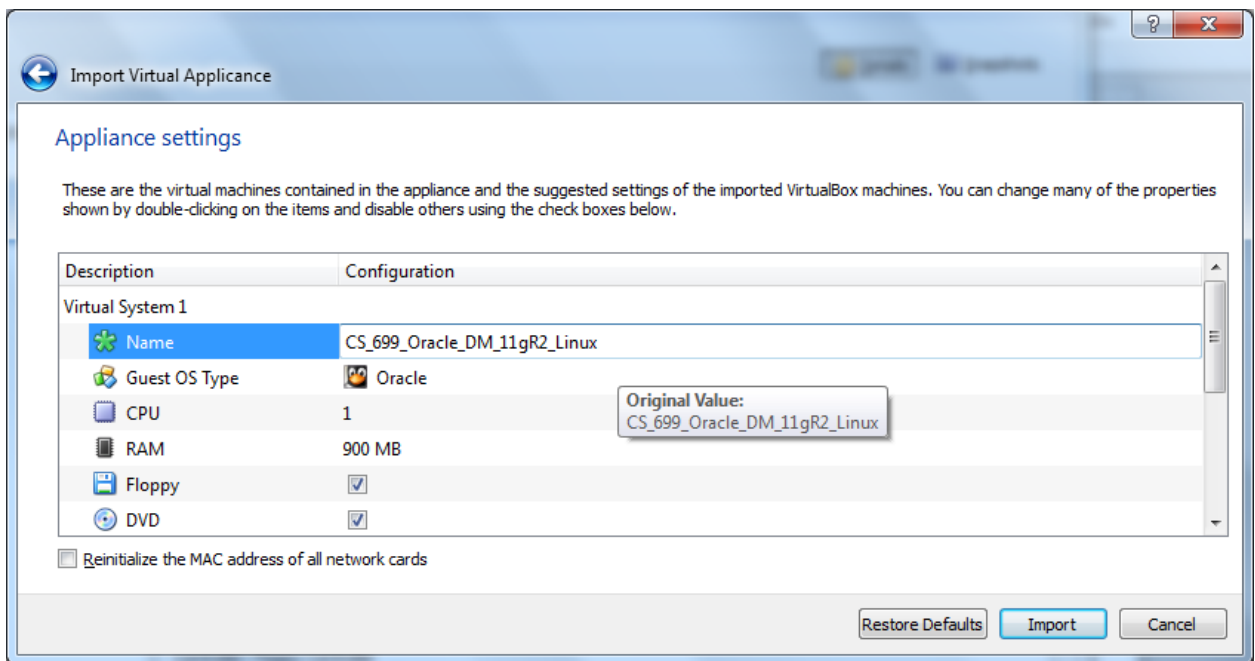 Import Virtual Applicance
Appliance settings
These are the virtual machines contained in the appliance and the suggested settings of the imported VirtualBox machines. You can change many of the properties
shown by double-clicking on the items and disable others using the check boxes below.
Description Configuration
Virtual System 1
Name CS_699_Oracle_DM_11gR2_Linux
Guest OS Type Oracle
Original Value:
CS_699_Oracle_DM_11gR2_Linux
CPU 1
RAM 900 MB
Floppy
DVD
Reinitialize the MAC address of all network cards
Restore Defaults Import Cancel